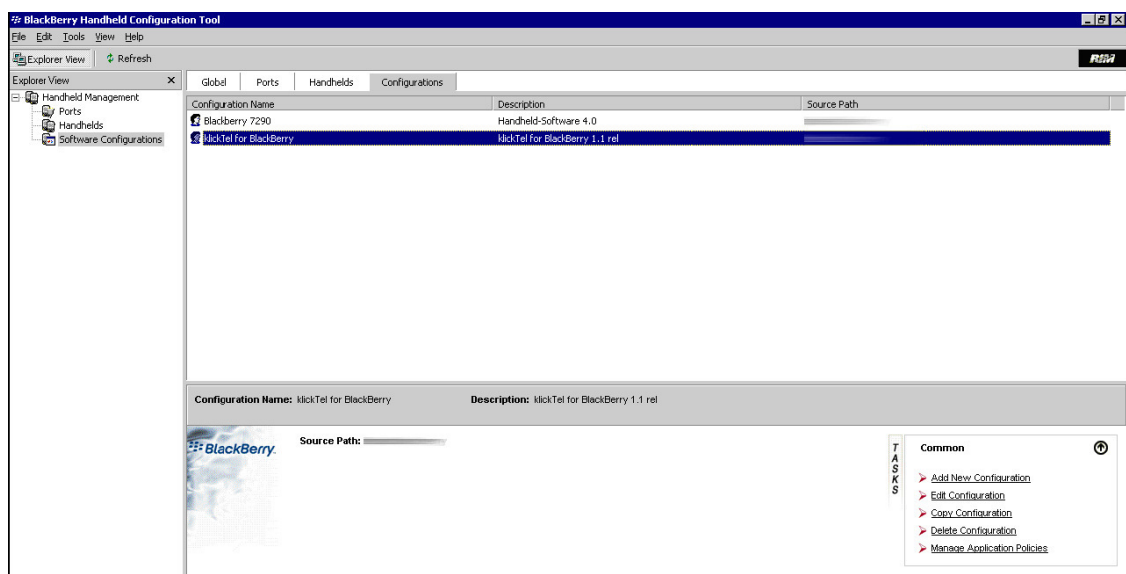 BlackBerry Handheld Configuration Tool
File Edit Tools View Help
Explorer View Refresh
RIM
Explorer View
Global Ports Handhelds Configurations
Handheld Management
Ports
Handhelds
Software Configurations
Configuration Name Description Source Path
Blackberry 7290 Handheld-Software 4.0
klickTel for BlackBerry klickTel for BlackBerry 1.1 rel
Configuration Name: klickTel for BlackBerry Description: klickTel for BlackBerry 1.1 rel
BlackBerry.
Source Path:
TASKS
Common
Add New Configuration
Edit Configuration
Copy Configuration
Delete Configuration
Manage Application Policies